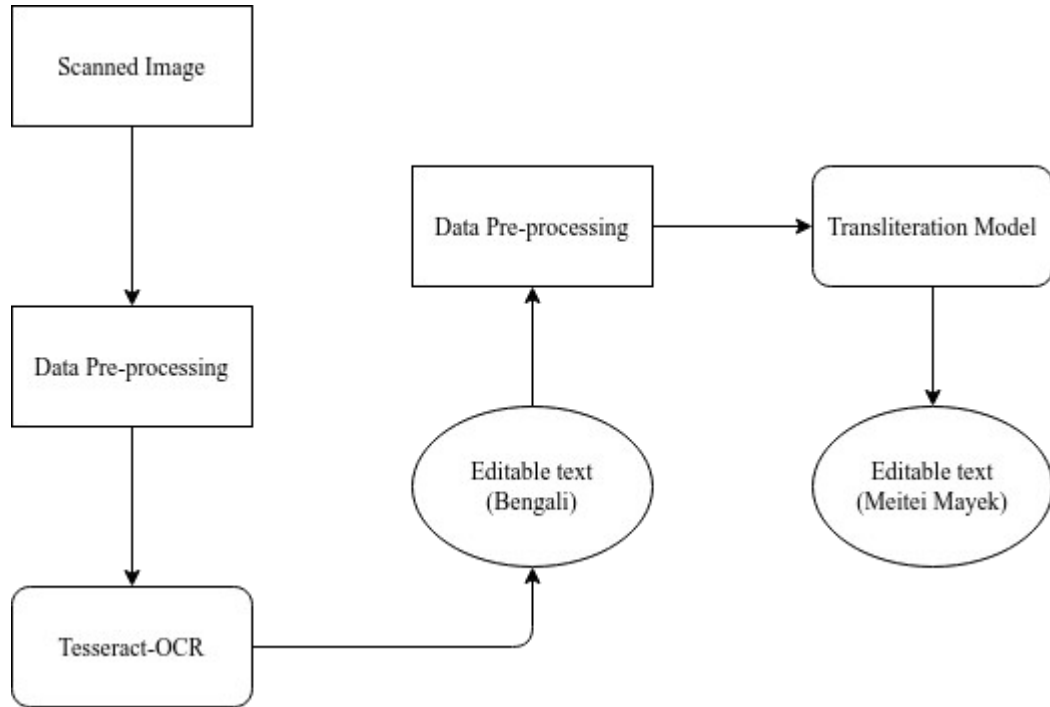 Scanned Image
Data Pre-processing
Tesseract-OCR
Editable text
(Bengali)
Data Pre-processing
Transliteration Model
Editable text
(Meitei Mayek)